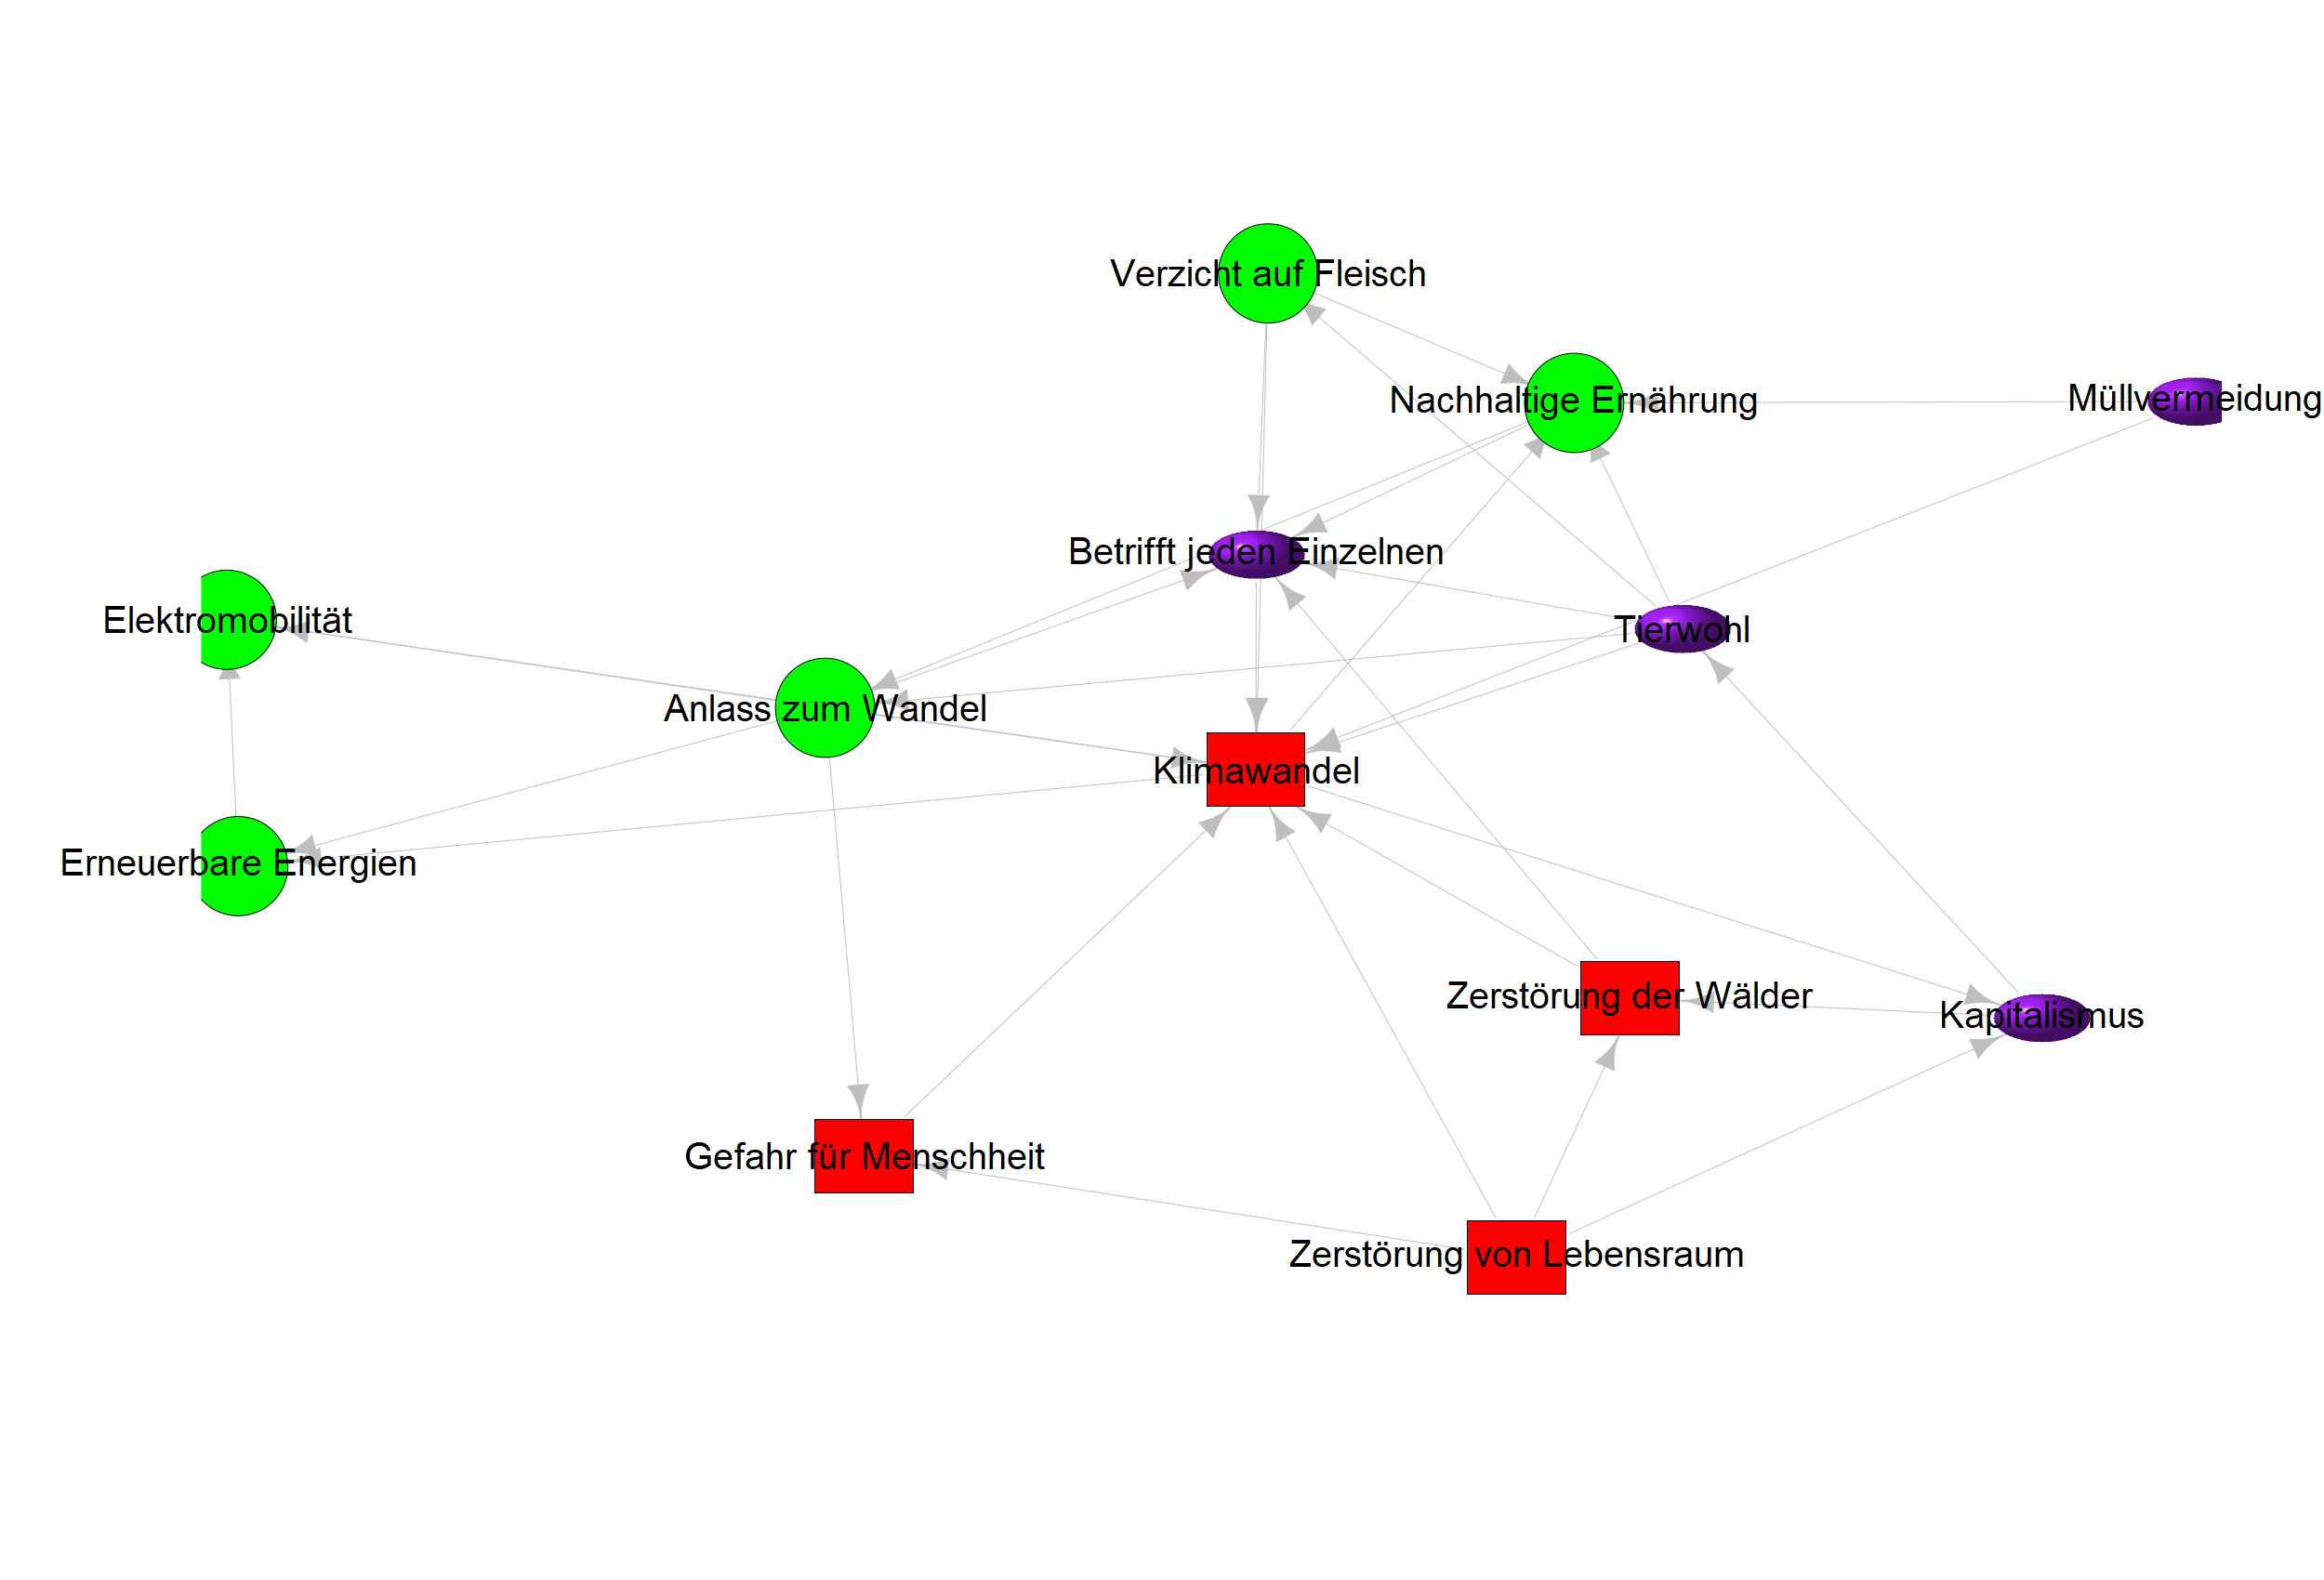 Verzicht auf Fleisch
Nachhaltige Ernährung
Müllvermeidung
Betrifft jeden Einzelnen
Elektromobilität
Tierwohl
Anlass zum Wandel
Klimawandel
Erneuerbare Energien
Zerstörung der Wälder
Kapitalismus
Gefahr für Menschheit
Zerstörung von Lebensraum